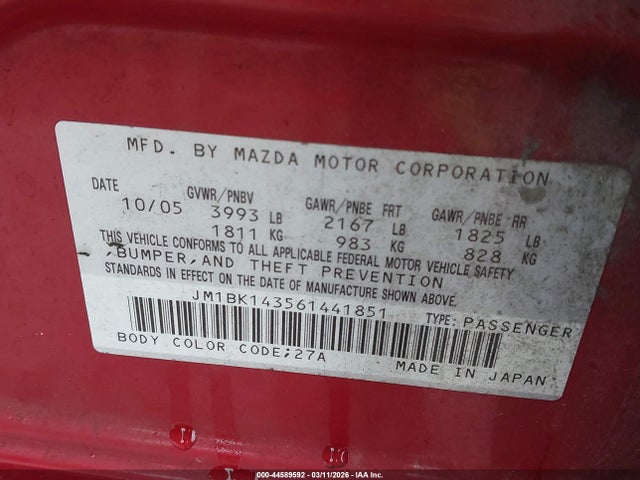 MFD. BY MAZDA MOTOR CORPORATION
DATE GVWR/PNBV GAWR/PNBE FRT GAWR/PNBE RR
10/05 3993 LB 2167 LB 1825 LB
1811 KG 983 KG 828 KG
THIS VEHICLE CONFORMS TO ALL APPLICABLE FEDERAL MOTOR VEHICLE SAFETY
,BUMPER,AND THEFT PREVENTION
STANDARDS IN EFFECT ON THE DATE OF MANUFACTURE SHOWN ABOVE.
JM1BK143561441851 TYPE: PASSENGER
BODY COLOR CODE;27A MADE IN JAPAN
000-44589592 - 03/11/2026 - IAA Inc.